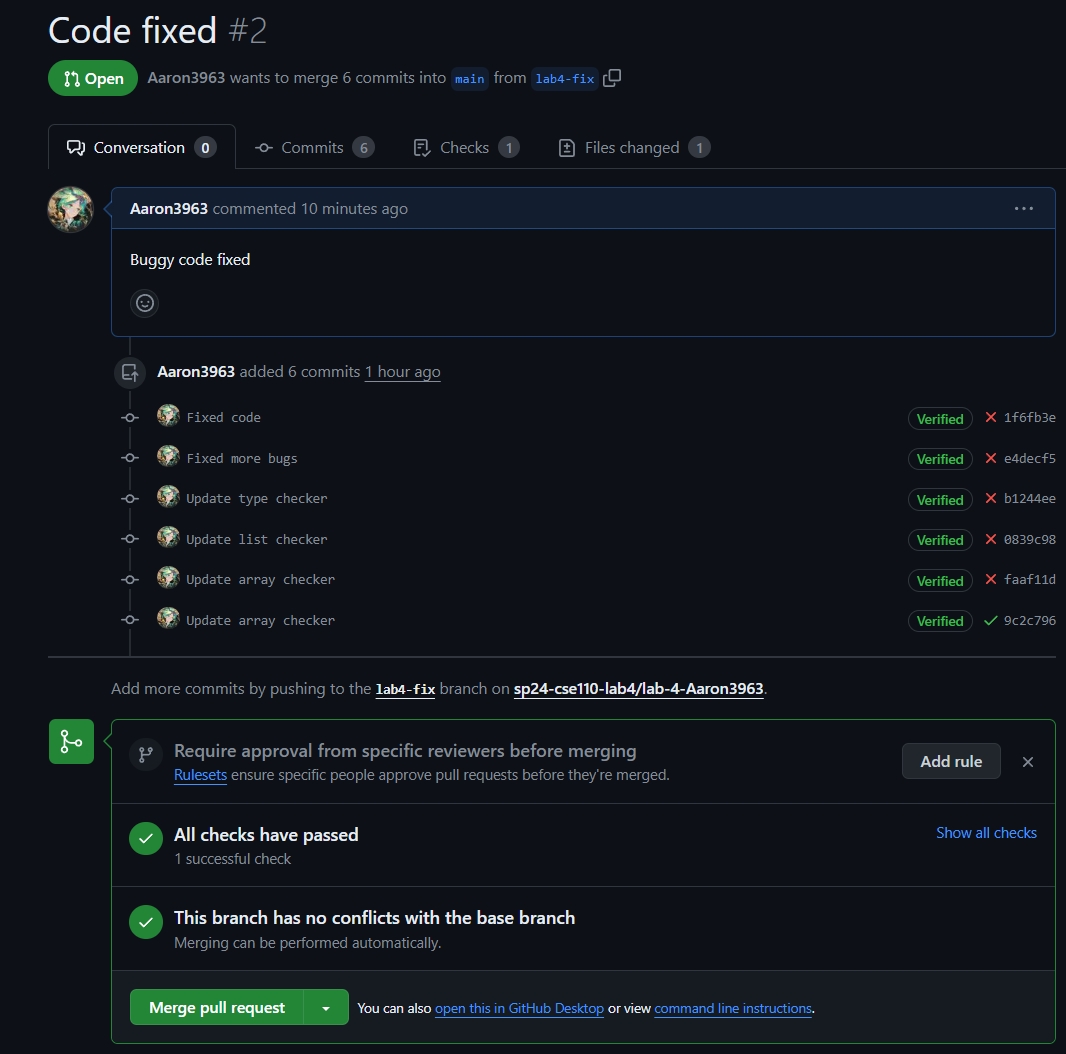 Code fixed #2
Open Aaron3963 wants to merge 6 commits into main from lab4-fix
Conversation 0 Commits 6 Checks 1 Files changed 1
Aaron3963 commented 10 minutes ago ...
Buggy code fixed
Aaron3963 added 6 commits 1 hour ago
Fixed code Verified 1f6fb3e
Fixed more bugs Verified e4decf5
Update type checker Verified b1244ee
Update list checker Verified 0839c98
Update array checker Verified faaf11d
Update array checker Verified 9c2c796
Add more commits by pushing to the lab4-fix branch on sp24-cse110-lab4/lab-4-Aaron3963.
Require approval from specific reviewers before merging
Rulesets ensure specific people approve pull requests before they're merged.
Add rule
All checks have passed
1 successful check
Show all checks
This branch has no conflicts with the base branch
Merging can be performed automatically.
Merge pull request You can also open this in GitHub Desktop or view command line instructions.